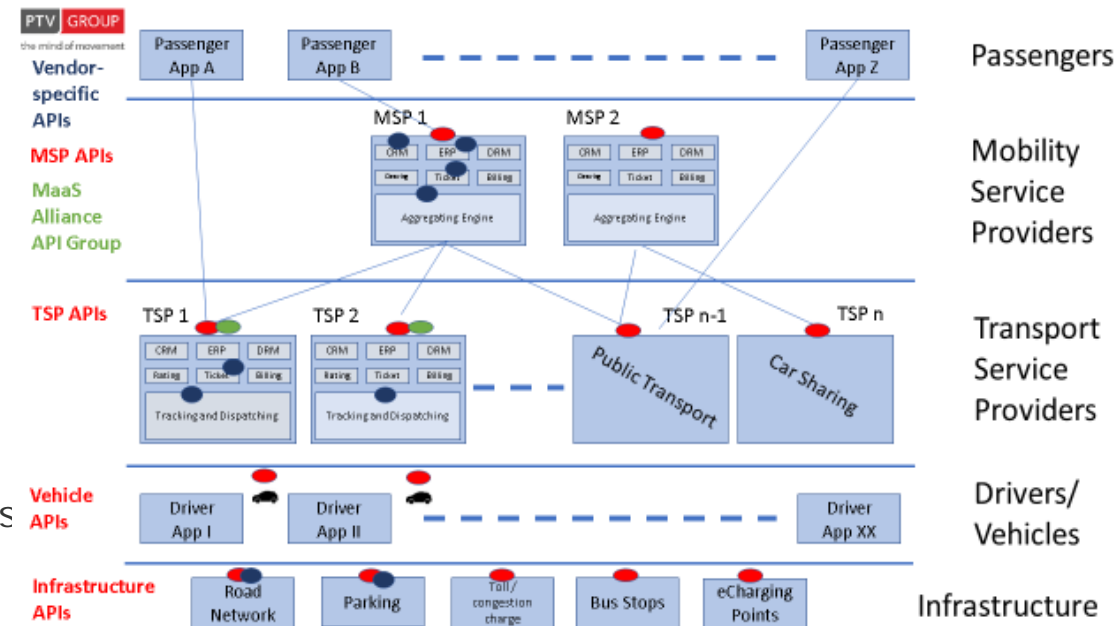 PTV GROUP
the mind of movement
Vendor-
specific
APIs
MSP APIs
MaaS
Alliance
API Group
TSP APIs
Vehicle
APIs
Infrastructure
APIs
S
Passenger
App A
Passenger
App B
Passenger
App Z
Passengers
MSP 1
CRM ERP DRM
Ticket Billing
Aggregating Engine
MSP 2
CRM ERP DRM
Ticket Billing
Aggregating Engine
Mobility
Service
Providers
TSP 1
CRM ERP DRM
Rating Ticket Billing
Tracking and Dispatching
TSP 2
CRM ERP DRM
Rating Ticket Billing
Tracking and Dispatching
TSP n-1
Public Transport
TSP n
Car Sharing
Transport
Service
Providers
Driver
App I
Driver
App II
Driver
App XX
Drivers/
Vehicles
Road
Network
Parking
Toll/
congestion
charge
Bus Stops
eCharging
Points
Infrastructure